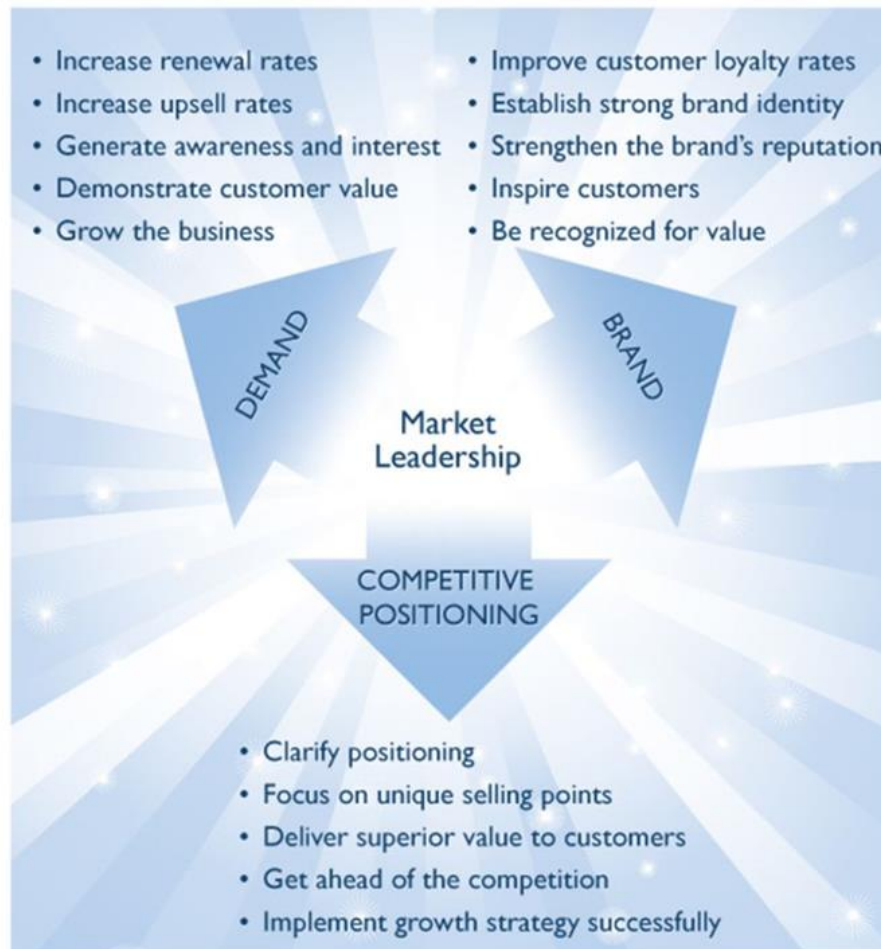 • Increase renewal rates
• Increase upsell rates
• Generate awareness and interest
• Demonstrate customer value
• Grow the business
• Improve customer loyalty rates
• Establish strong brand identity
• Strengthen the brand's reputation
• Inspire customers
• Be recognized for value
DEMAND
BRAND
Market
Leadership
COMPETITIVE
POSITIONING
• Clarify positioning
• Focus on unique selling points
• Deliver superior value to customers
• Get ahead of the competition
• Implement growth strategy successfully